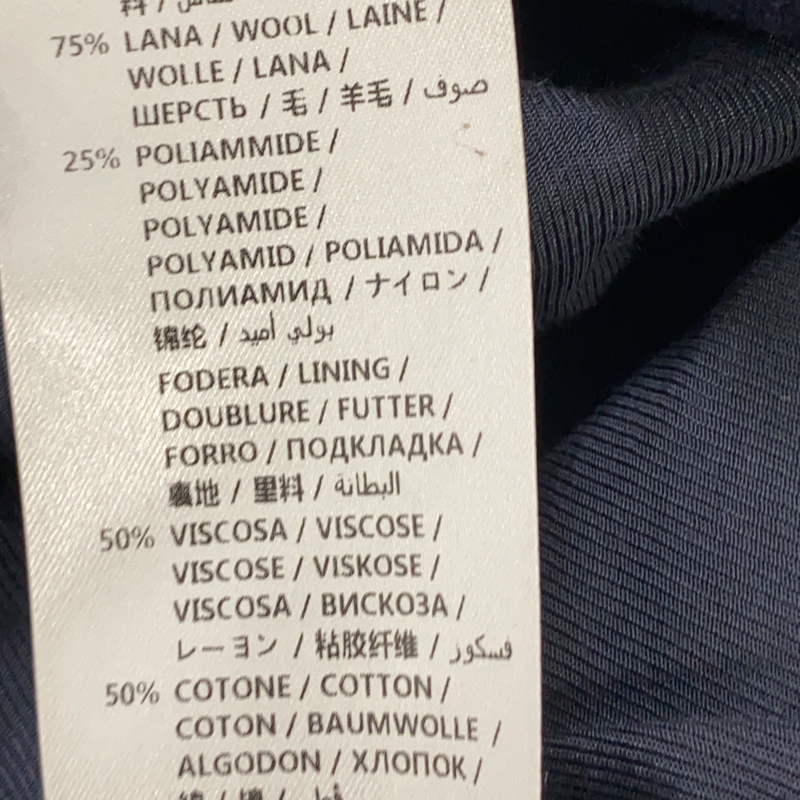 料 /
75% LANA / WOOL / LAINE /
WOLLE / LANA /
ШЕРСТЬ / 毛 / 羊毛 / صوف
25% POLIAMMIDE /
POLYAMIDE /
POLYAMIDE /
POLYAMID / POLIAMIDA /
ПОЛИАМИД / ナイロン /
锦纶 / بولي أميد
FODERA / LINING /
DOUBLURE / FUTTER /
FORRO / ПОДКЛАДКА /
裏地 / 里料 / البطانة
50% VISCOSA / VISCOSE /
VISCOSE / VISKOSE /
VISCOSA / ВИСКОЗА /
レーヨン / 粘胶纤维 / فسكوز
50% COTONE / COTTON /
COTON / BAUMWOLLE /
ALGODON / ХЛОПОК /